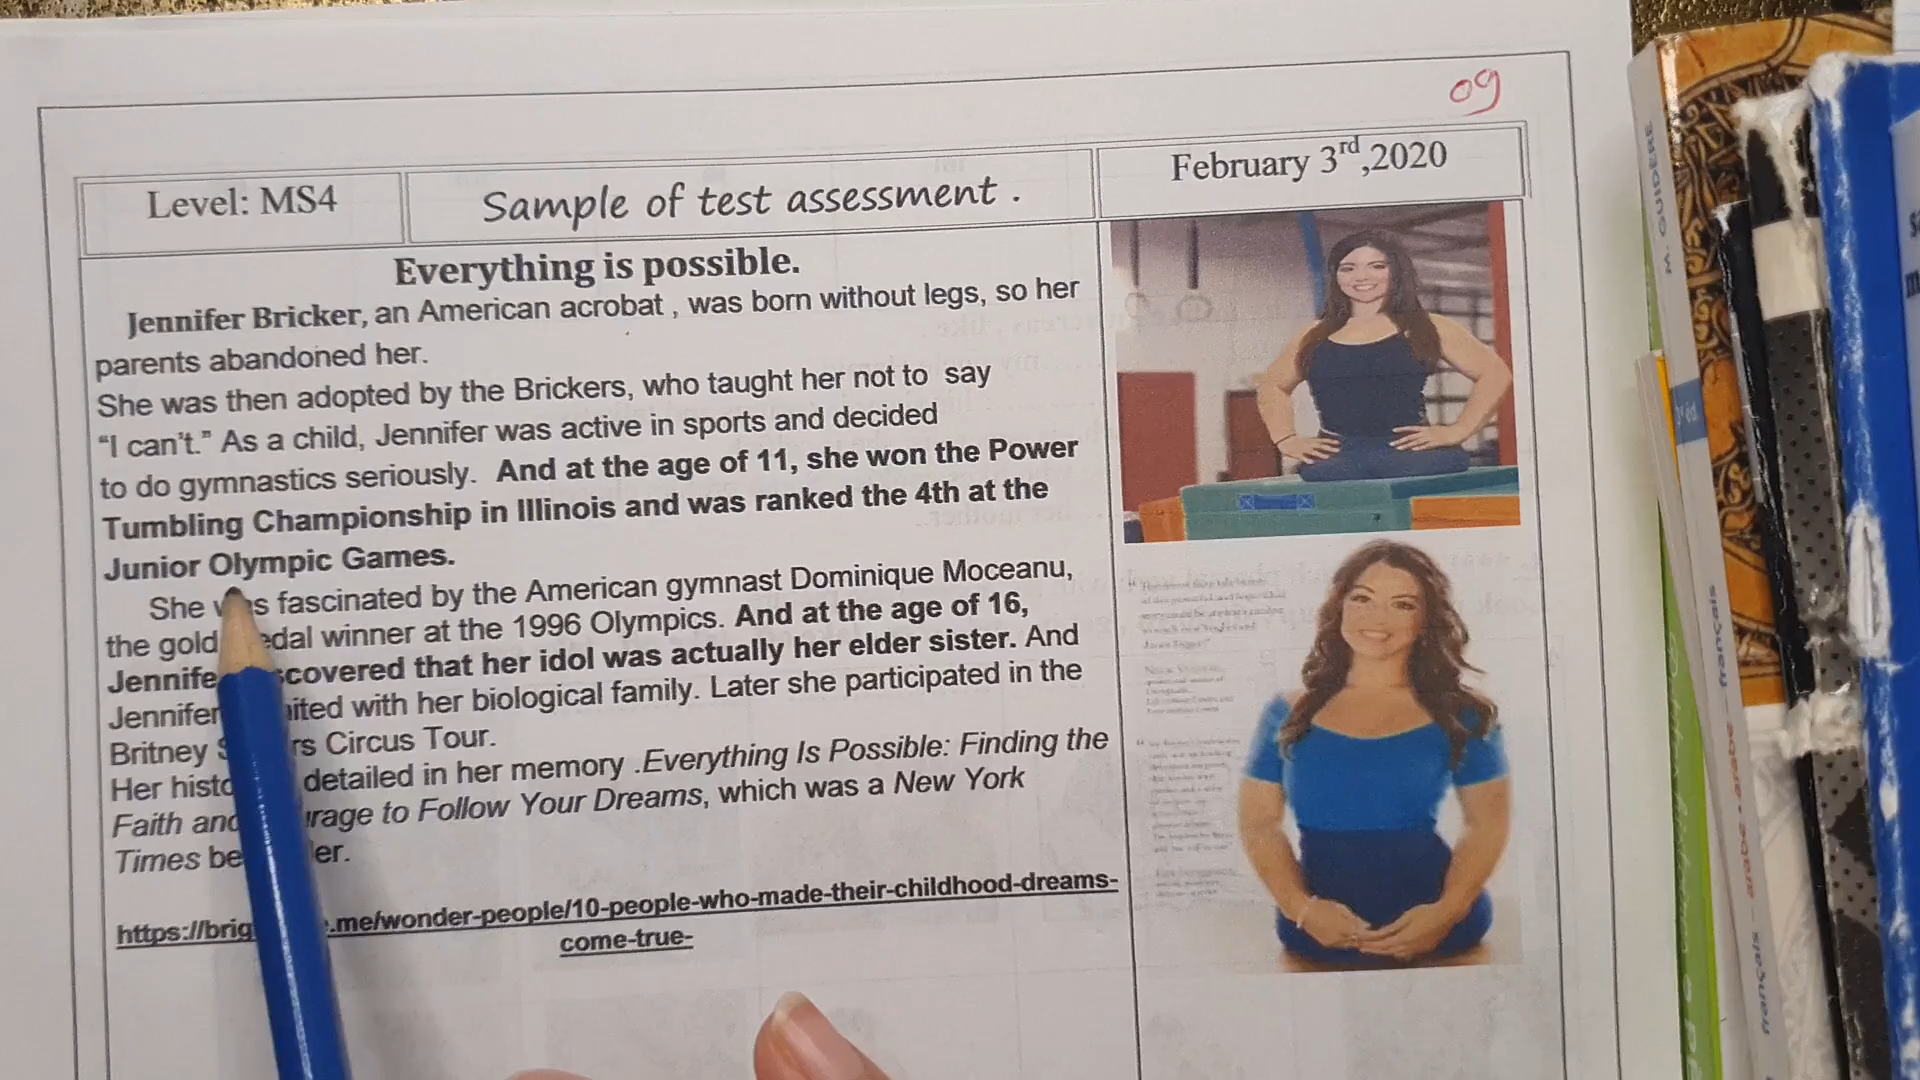 09
Level: MS4
Sample of test assessment .
February 3rd,2020
Everything is possible.
Jennifer Bricker, an American acrobat , was born without legs, so her
parents abandoned her.
She was then adopted by the Brickers, who taught her not to say
“I can’t.” As a child, Jennifer was active in sports and decided
to do gymnastics seriously. And at the age of 11, she won the Power
Tumbling Championship in Illinois and was ranked the 4th at the
Junior Olympic Games.
She was fascinated by the American gymnast Dominique Moceanu,
the gold medal winner at the 1996 Olympics. And at the age of 16,
covered that her idol was actually her elder sister. And
Jennifer ited with her biological family. Later she participated in the
Britney rs Circus Tour.
Her detailed in her memory .Everything Is Possible: Finding the
Faith and rage to Follow Your Dreams, which was a New York
Times be er.
https://brig .me/wonder-people/10-people-who-made-their-childhood-dreams-
come-true-
M. GUIDERE
français
français – arabe • arabe